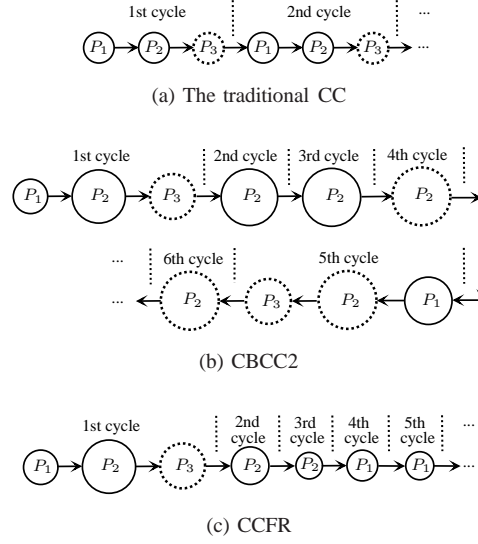 1st cycle 2nd cycle ...
P₁ P₂ P₃ P₁ P₂ P₃ ...
(a) The traditional CC
1st cycle 2nd cycle 3rd cycle 4th cycle
P₁ P₂ P₃ P₂ P₂ P₂
... 6th cycle 5th cycle
... P₂ P₃ P₂ P₁
(b) CBCC2
1st cycle 2nd cycle 3rd cycle 4th cycle 5th cycle ...
P₁ P₂ P₃ P₂ P₂ P₁ P₁ ...
(c) CCFR